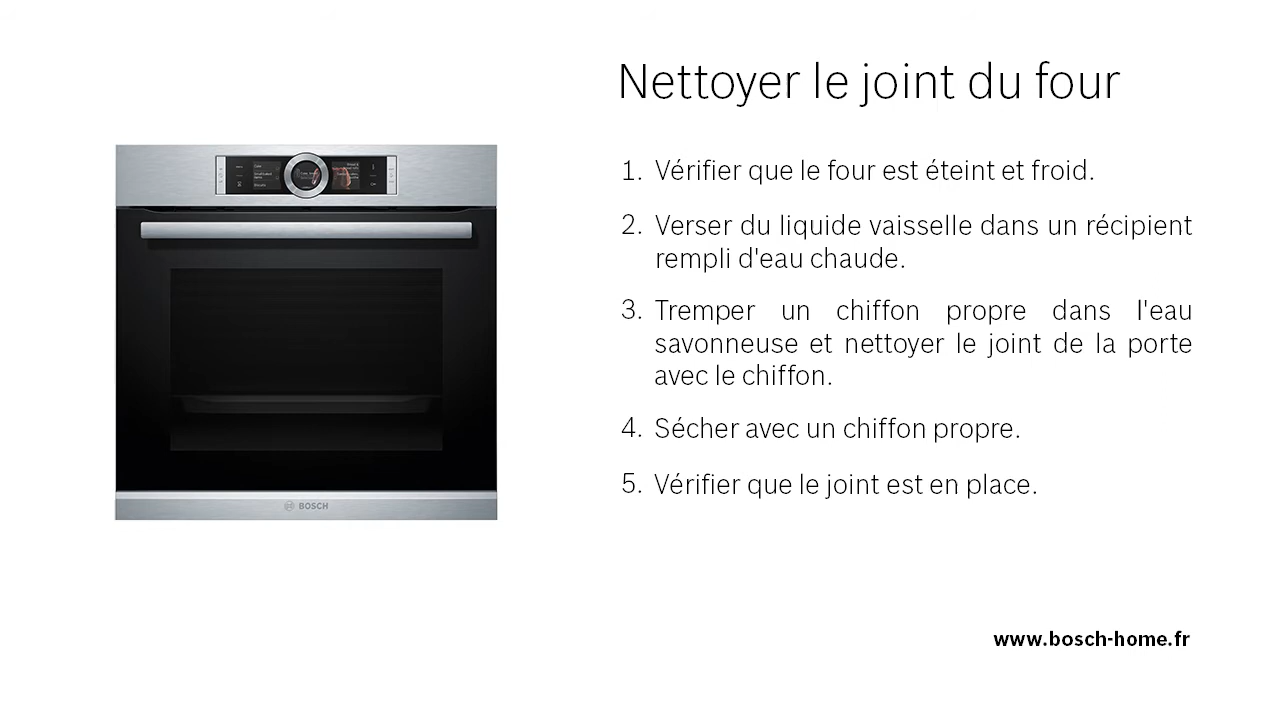 Nettoyer le joint du four
1. Vérifier que le four est éteint et froid.
2. Verser du liquide vaisselle dans un récipient
rempli d'eau chaude.
3. Tremper un chiffon propre dans l'eau
savonneuse et nettoyer le joint de la porte
avec le chiffon.
4. Sécher avec un chiffon propre.
5. Vérifier que le joint est en place.
BOSCH
www.bosch-home.fr